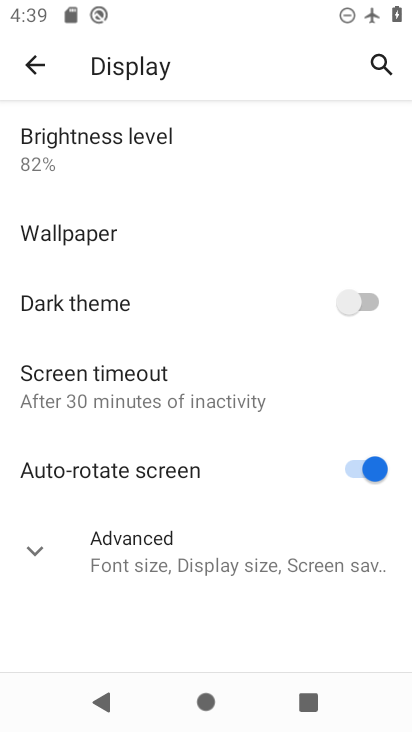 4:39
Display
Brightness level
82%
Wallpaper
Dark theme
Screen timeout
After 30 minutes of inactivity
Auto-rotate screen
Advanced
Font size, Display size, Screen sav..